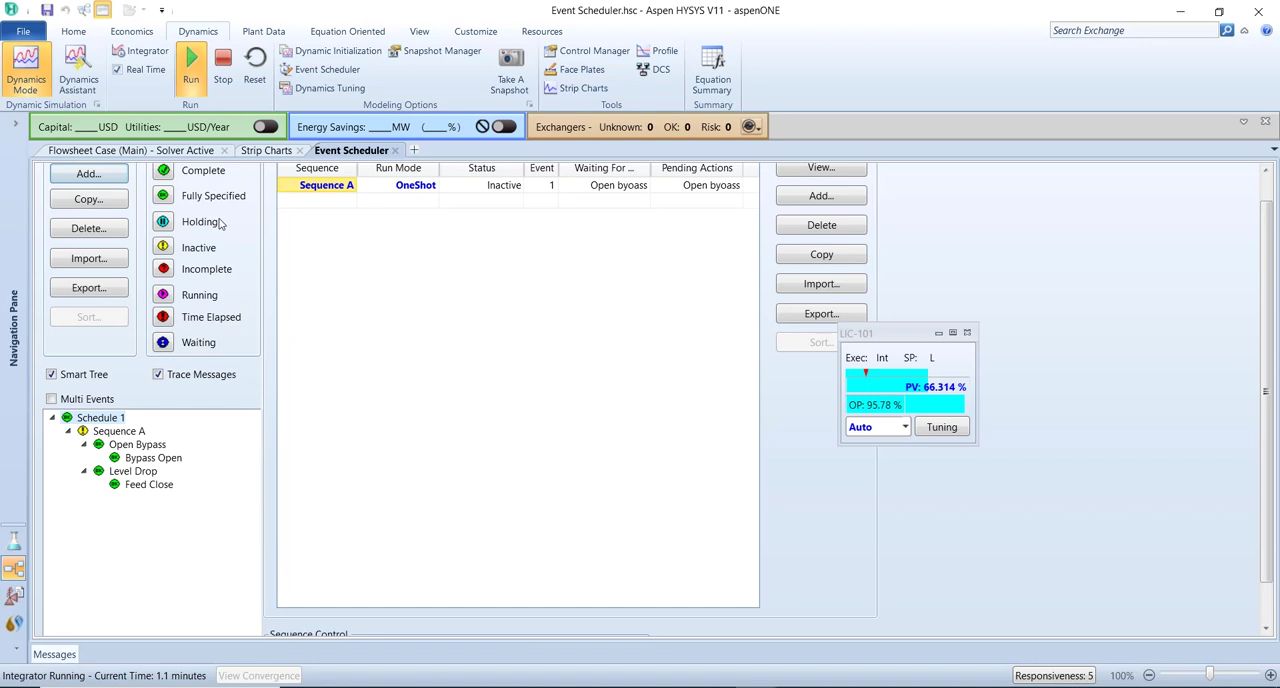 Event Scheduler.hsc - Aspen HYSYS V11 - aspenONE
File Home Economics Dynamics Plant Data Equation Oriented View Customize Resources
Search Exchange
Dynamics Mode
Dynamics Assistant
Integrator
Real Time
Run
Stop
Reset
Dynamic Initialization
Snapshot Manager
Event Scheduler
Dynamics Tuning
Take A Snapshot
Control Manager
Profile
Face Plates
DCS
Strip Charts
Equation Summary
Dynamic Simulation
Run
Modeling Options
Tools
Summary
Capital: ____USD Utilities: ____USD/Year
Energy Savings: ____MW (____%)
Exchangers - Unknown: 0 OK: 0 Risk: 0
Flowsheet Case (Main) - Solver Active
Strip Charts
Event Scheduler
Navigation Pane
Add...
Copy...
Delete...
Import...
Export...
Sort...
Complete
Fully Specified
Holding
Inactive
Incomplete
Running
Time Elapsed
Waiting
Smart Tree
Trace Messages
Multi Events
Schedule 1
Sequence A
Open Bypass
Bypass Open
Level Drop
Feed Close
Sequence Run Mode Status Event Waiting For ... Pending Actions
Sequence A OneShot Inactive 1 Open byoass Open byoass
View...
Add...
Delete
Copy
Import...
Export...
Sort...
LIC-101
Exec: Int SP: L
PV: 66.314 %
OP: 95.78 %
Auto
Tuning
Sequence Control
Messages
Integrator Running - Current Time: 1.1 minutes
View Convergence
Responsiveness: 5
100%